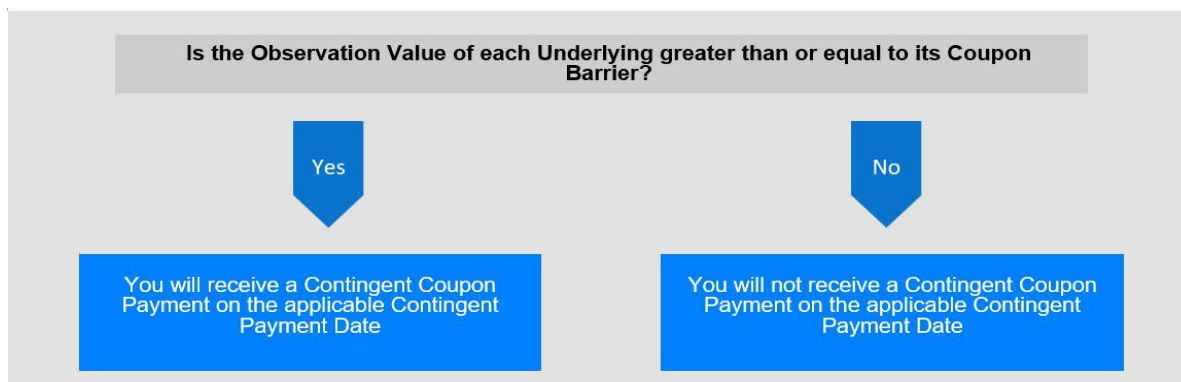 Is the Observation Value of each Underlying greater than or equal to its Coupon
Barrier?
Yes
No
You will receive a Contingent Coupon
Payment on the applicable Contingent
Payment Date
You will not receive a Contingent Coupon
Payment on the applicable Contingent
Payment Date